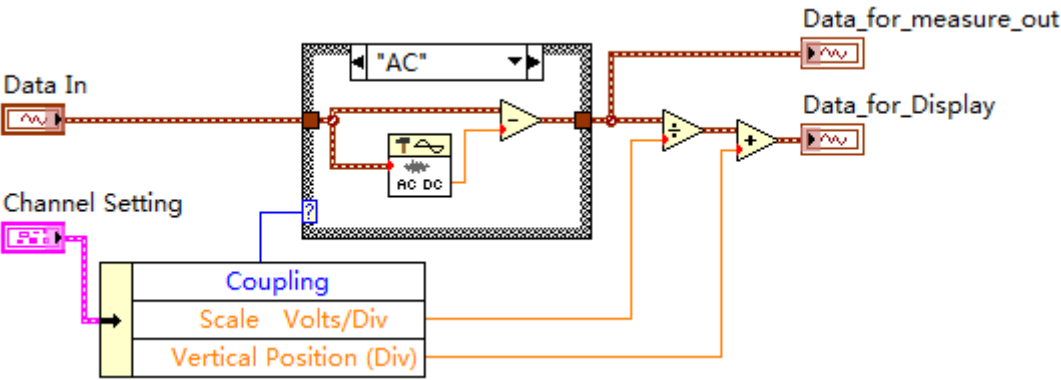 Data_for_measure_out
"AC"
Data In
Data_for_Display
AC DC
Channel Setting
?
Coupling
Scale Volts/Div
Vertical Position (Div)